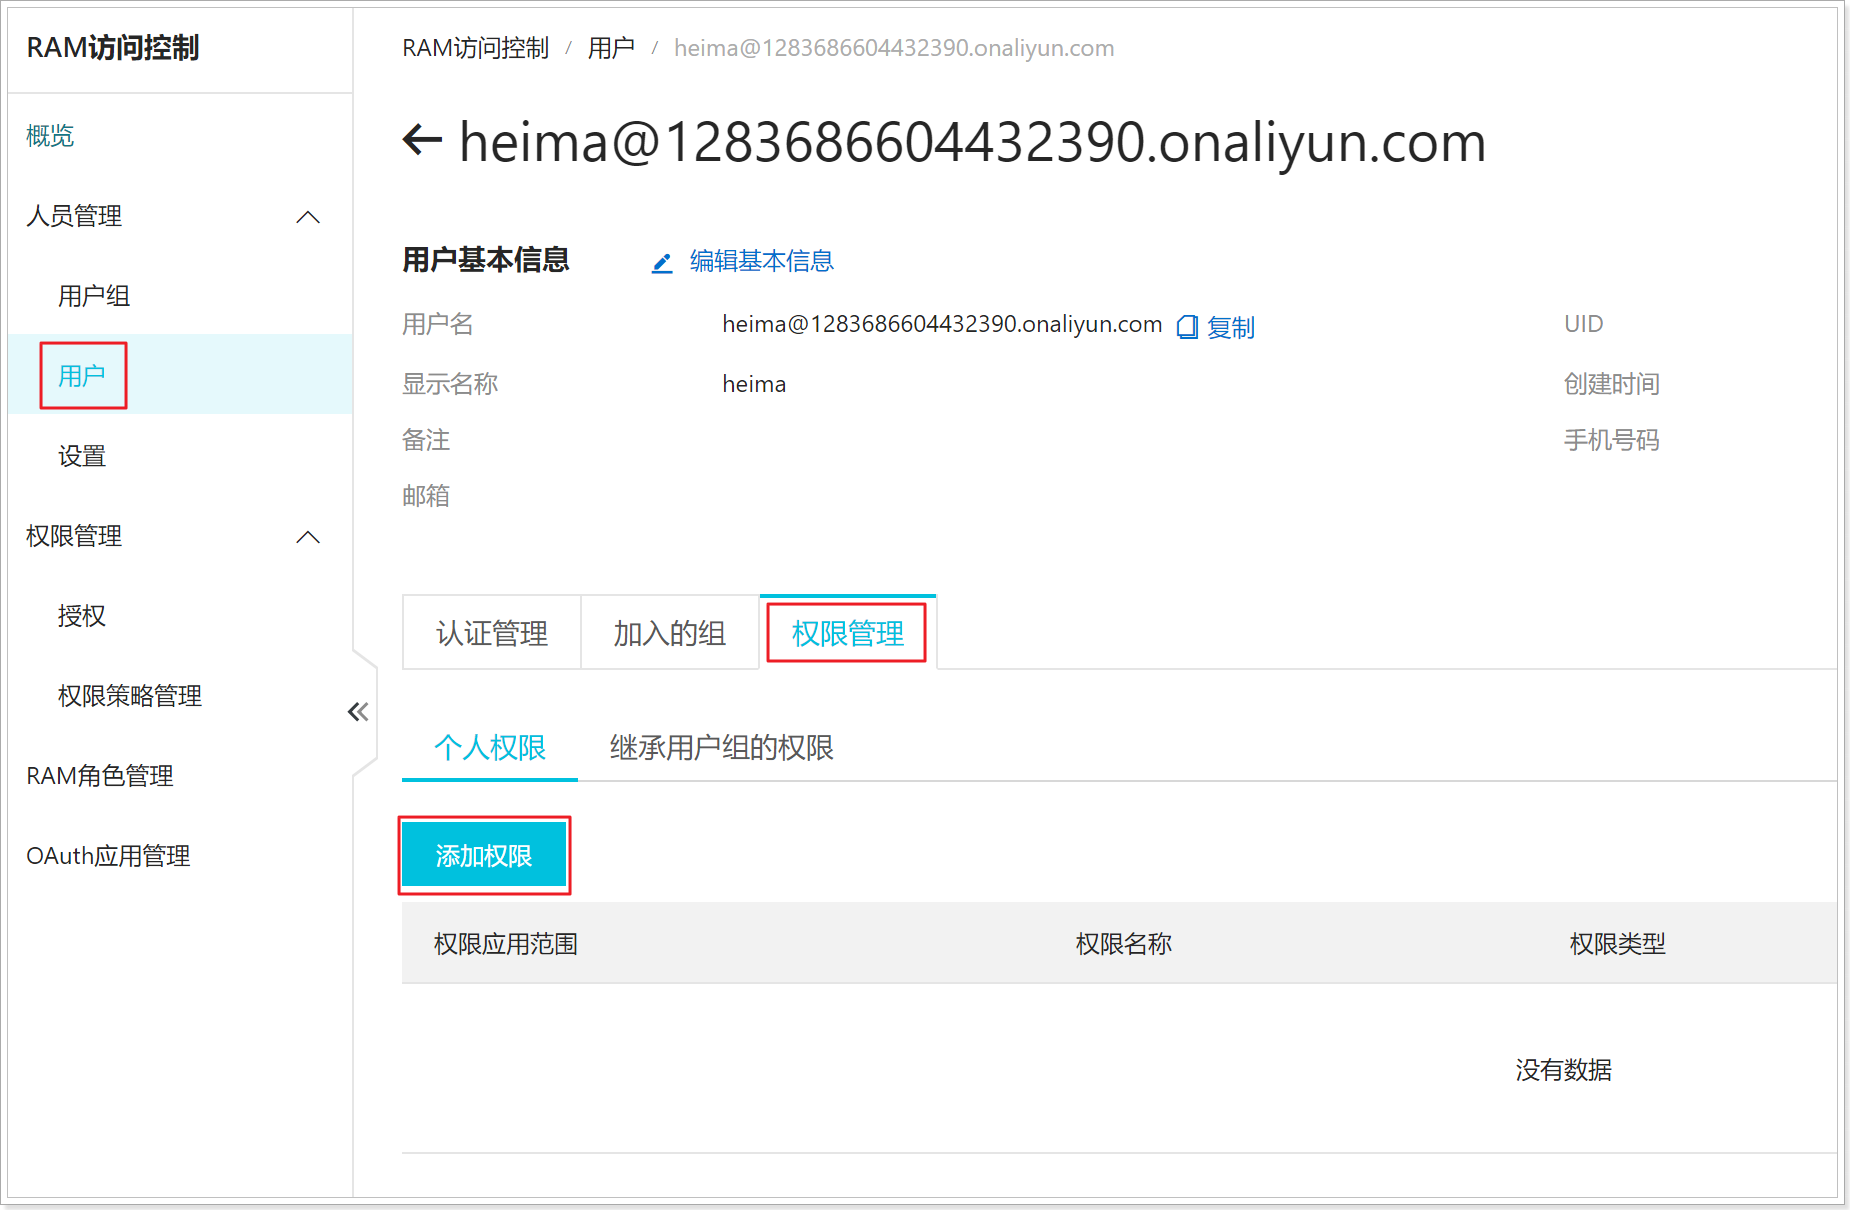 RAM访问控制
概览
人员管理
用户组
用户
设置
权限管理
授权
权限策略管理
RAM角色管理
OAuth应用管理
RAM访问控制 / 用户 / heima@1283686604432390.onaliyun.com
heima@1283686604432390.onaliyun.com
用户基本信息 编辑基本信息
用户名 heima@1283686604432390.onaliyun.com 复制 UID
显示名称 heima 创建时间
备注 手机号码
邮箱
认证管理 加入的组 权限管理
个人权限 继承用户组的权限
添加权限
权限应用范围 权限名称 权限类型
没有数据